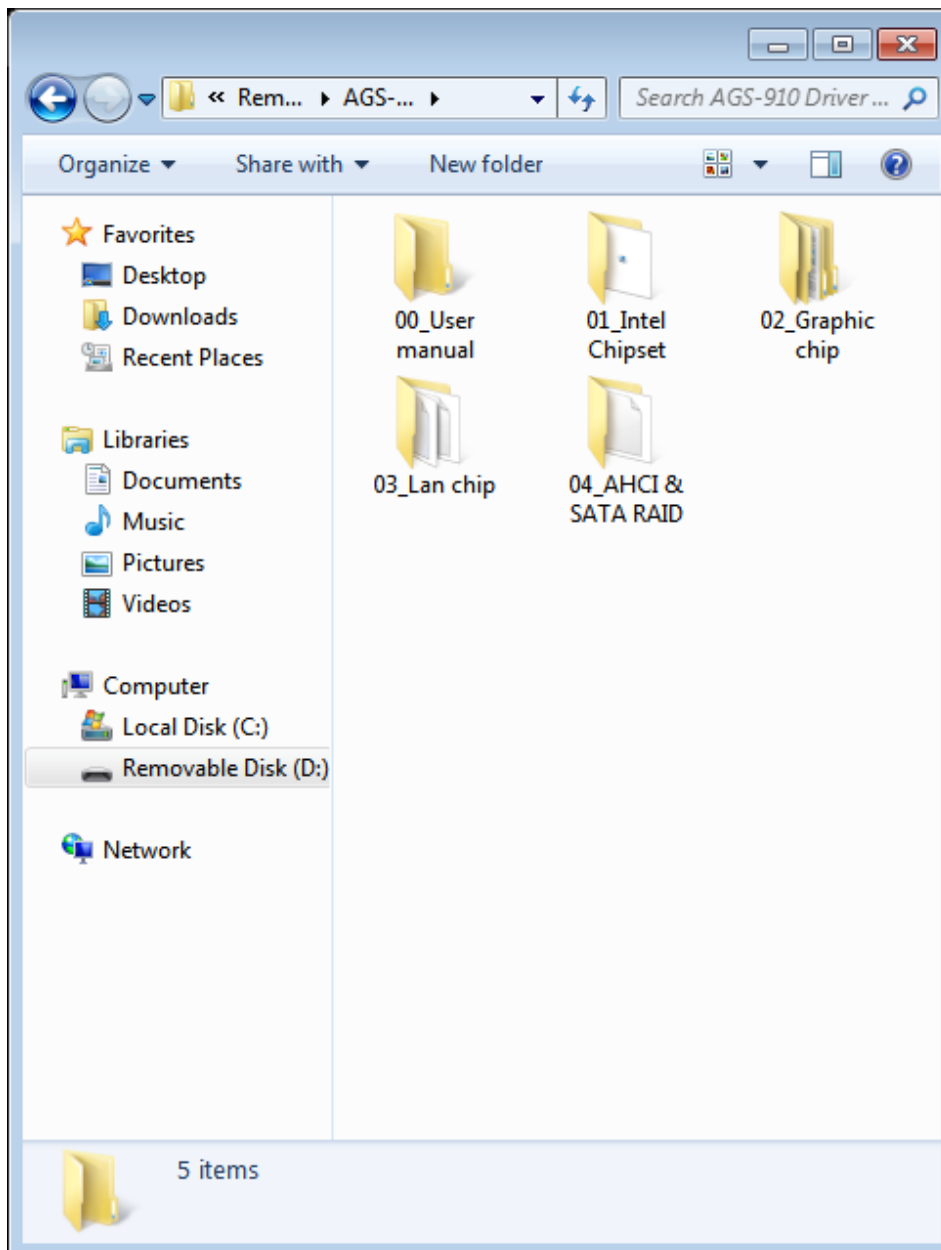 « Rem... AGS-...
Search AGS-910 Driver ...
Organize Share with New folder
Favorites
Desktop
Downloads
Recent Places
Libraries
Documents
Music
Pictures
Videos
Computer
Local Disk (C:)
Removable Disk (D:)
Network
00_User
manual
01_Intel
Chipset
02_Graphic
chip
03_Lan chip
04_AHCI &
SATA RAID
5 items